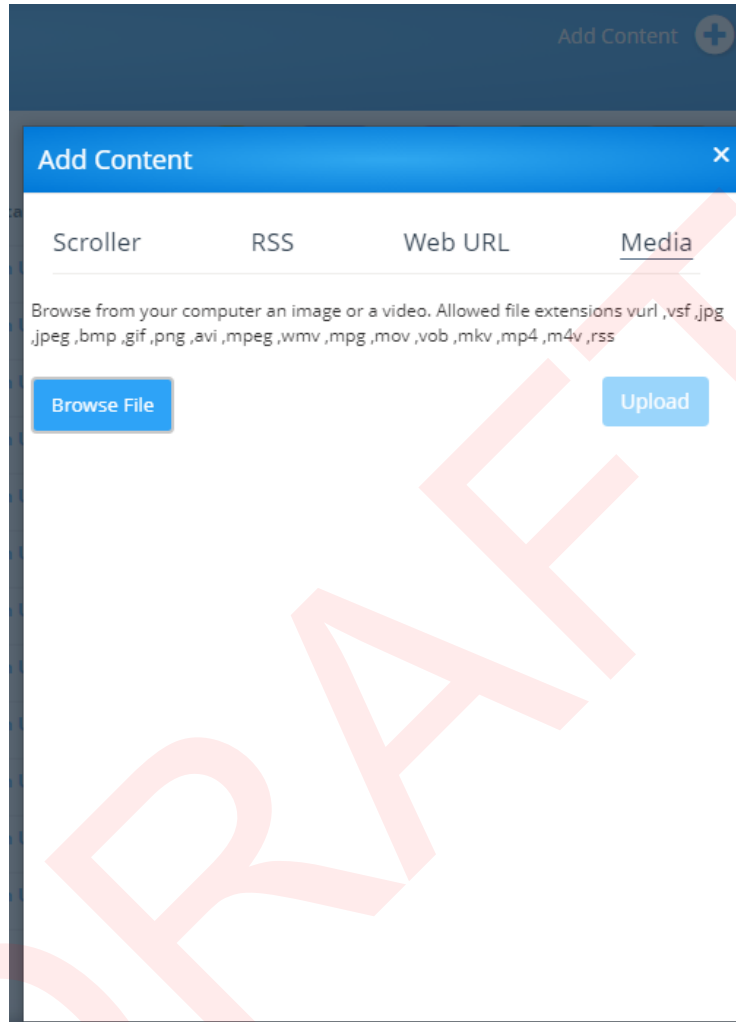 Add Content
Add Content ×
Scroller RSS Web URL Media
Browse from your computer an image or a video. Allowed file extensions vurl ,vsf ,jpg
,jpeg ,bmp ,gif ,png ,avi ,mpeg ,wmv ,mpg ,mov ,vob ,mkv ,mp4 ,m4v ,rss
Browse File Upload
DRAFT